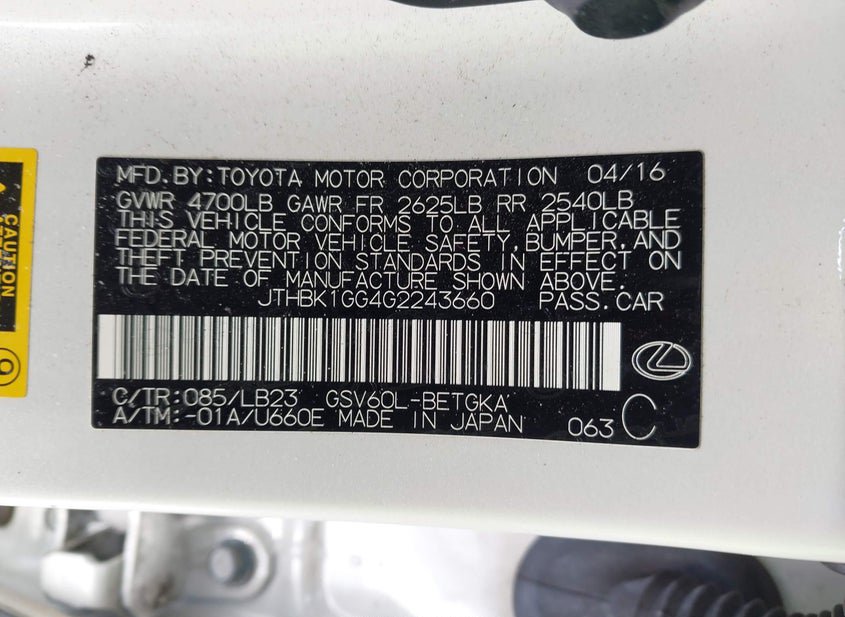 MFD. BY: TOYOTA MOTOR CORPORATION 04/16
GVWR 4700LB GAWR FR 2625LB RR 2540LB
THIS VEHICLE CONFORMS TO ALL APPLICABLE
FEDERAL MOTOR VEHICLE SAFETY, BUMPER, AND
THEFT PREVENTION STANDARDS IN EFFECT ON
THE DATE OF MANUFACTURE SHOWN ABOVE.
JTHBK1GG4G2243660 PASS. CAR
C/TR: 085/LB23 GSV60L-BETGKA
A/TM: -01A/U660E MADE IN JAPAN 063 C
CAUTION